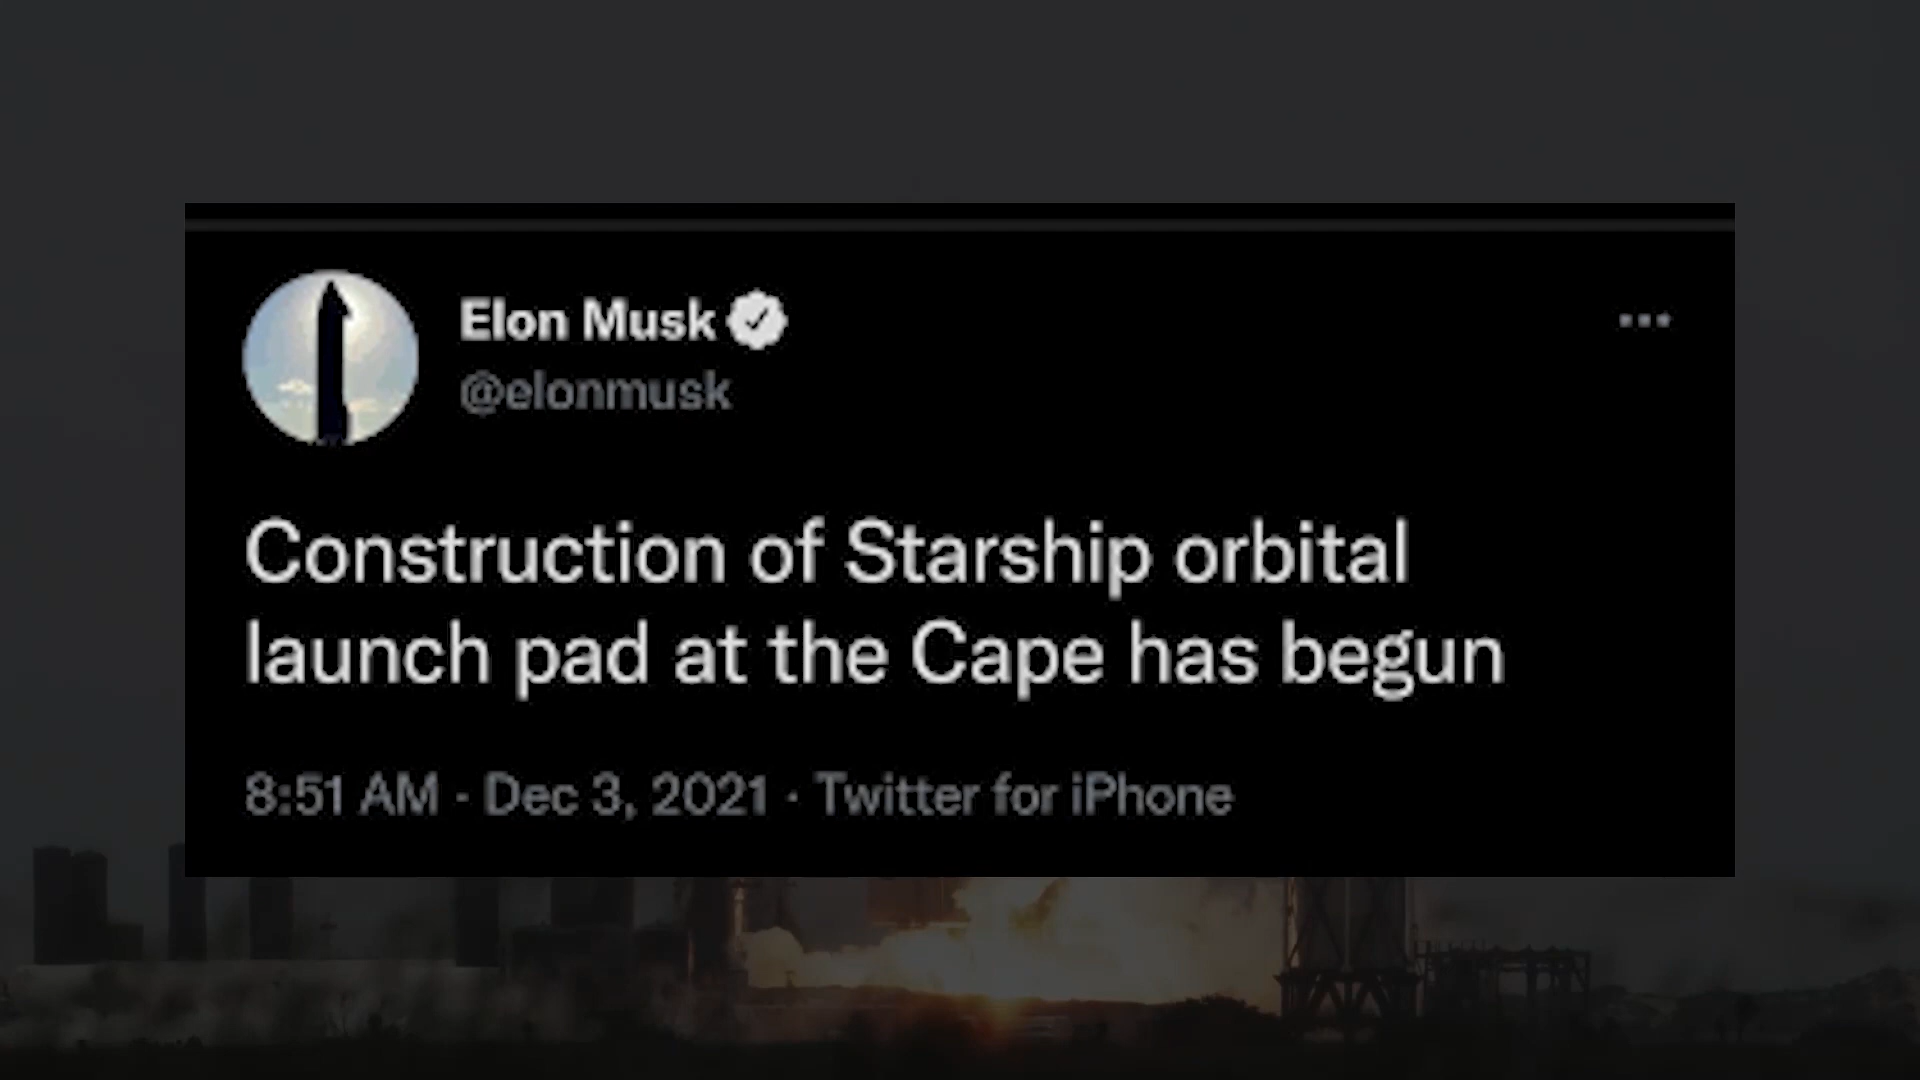 Elon Musk
@elonmusk
Construction of Starship orbital
launch pad at the Cape has begun
8:51 AM · Dec 3, 2021 · Twitter for iPhone